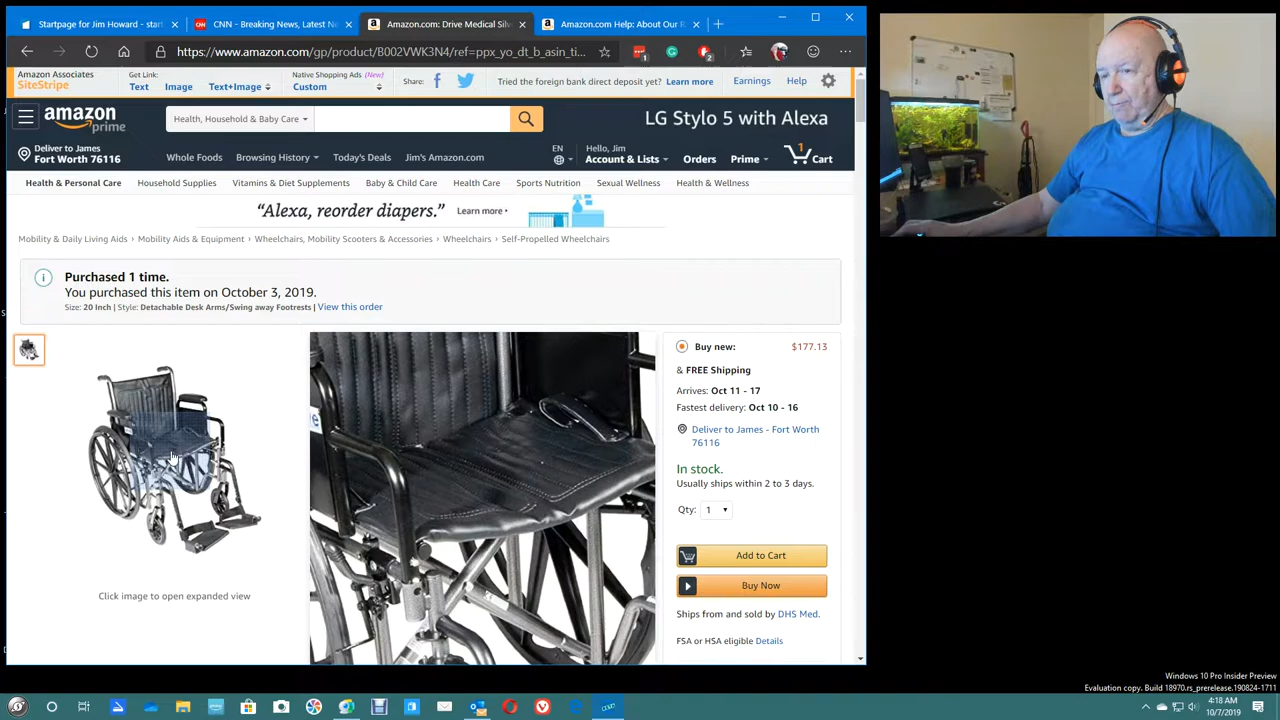 Startpage for Jim Howard - start
CNN - Breaking News, Latest Ne
Amazon.com: Drive Medical Silv
Amazon.com Help: About Our R
https://www.amazon.com/gp/product/B002VWK3N4/ref=ppx_yo_dt_b_asin_ti...
1
2
Amazon Associates
SiteStripe
Get Link:
Text
Image
Text+Image
Native Shopping Ads (New)
Custom
Share:
Tried the foreign bank direct deposit yet? Learn more
Earnings
Help
amazon
prime
Health, Household & Baby Care
LG Stylo 5 with Alexa
Deliver to James
Fort Worth 76116
Whole Foods
Browsing History
Today's Deals
Jim's Amazon.com
EN
Hello, Jim
Account & Lists
Orders
Prime
1
Cart
Health & Personal Care
Household Supplies
Vitamins & Diet Supplements
Baby & Child Care
Health Care
Sports Nutrition
Sexual Wellness
Health & Wellness
“Alexa, reorder diapers.”
Learn more
Mobility & Daily Living Aids › Mobility Aids & Equipment › Wheelchairs, Mobility Scooters & Accessories › Wheelchairs › Self-Propelled Wheelchairs
Purchased 1 time.
You purchased this item on October 3, 2019.
Size: 20 Inch | Style: Detachable Desk Arms/Swing away Footrests | View this order
Buy new:
$177.13
& FREE Shipping
Arrives: Oct 11 - 17
Fastest delivery: Oct 10 - 16
Deliver to James - Fort Worth
76116
In stock.
Usually ships within 2 to 3 days.
Qty: 1
Add to Cart
Buy Now
Ships from and sold by DHS Med.
FSA or HSA eligible Details
Click image to open expanded view
Windows 10 Pro Insider Preview
Evaluation copy. Build 18970.rs_prerelease.190824-1711
4:18 AM
10/7/2019